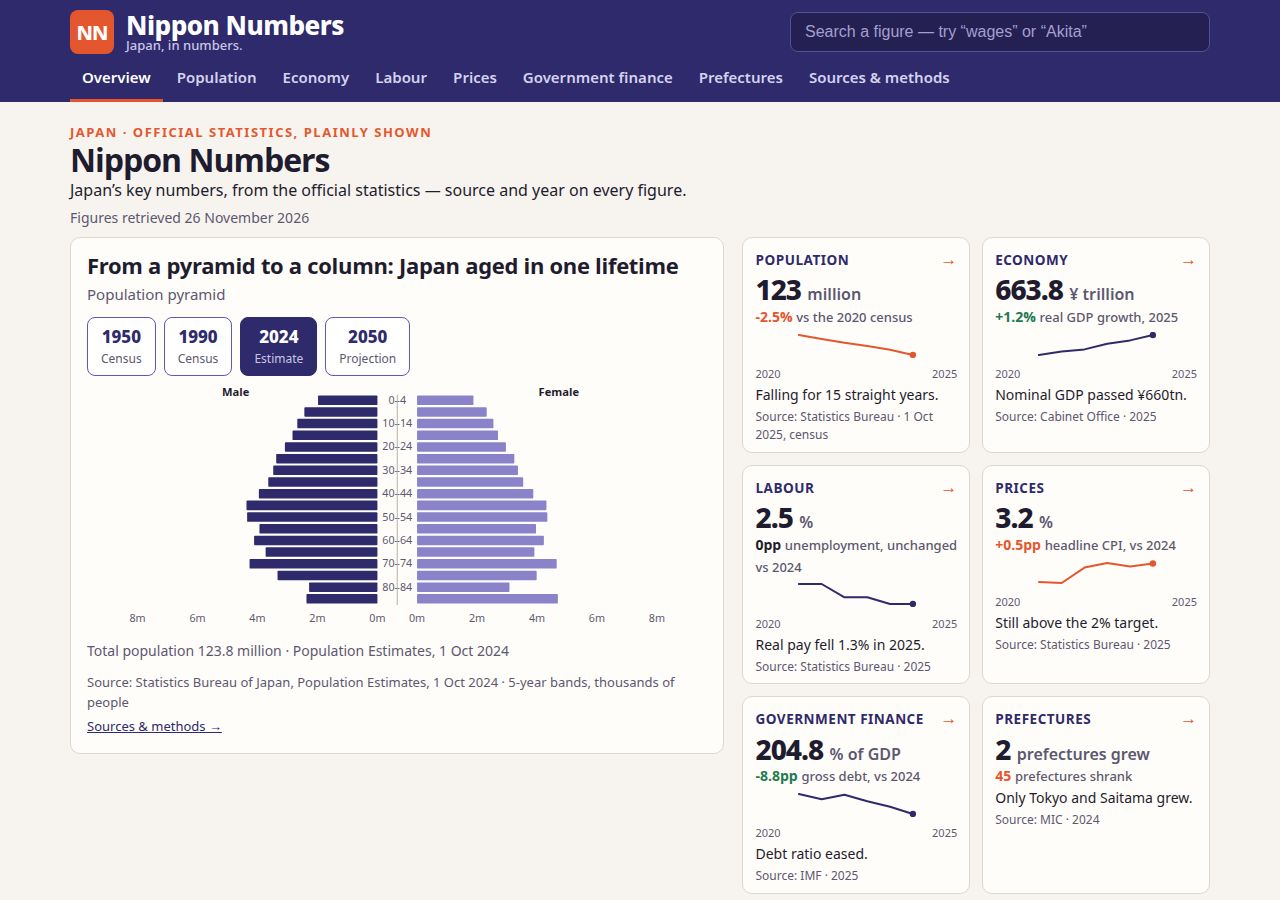 NN
Nippon Numbers
Japan, in numbers.
Search a figure — try “wages” or “Akita”
Overview
Population
Economy
Labour
Prices
Government finance
Prefectures
Sources & methods
JAPAN · OFFICIAL STATISTICS, PLAINLY SHOWN
Nippon Numbers
Japan’s key numbers, from the official statistics — source and year on every figure.
Figures retrieved 26 November 2026
From a pyramid to a column: Japan aged in one lifetime
Population pyramid
1950
Census
1990
Census
2024
Estimate
2050
Projection
Male
Female
0–4
10–14
20–24
30–34
40–44
50–54
60–64
70–74
80–84
8m
6m
4m
2m
0m
0m
2m
4m
6m
8m
Total population 123.8 million · Population Estimates, 1 Oct 2024
Source: Statistics Bureau of Japan, Population Estimates, 1 Oct 2024 · 5-year bands, thousands of
people
Sources & methods →
POPULATION →
123 million
-2.5% vs the 2020 census
2020
2025
Falling for 15 straight years.
Source: Statistics Bureau · 1 Oct
2025, census
ECONOMY →
663.8 ¥ trillion
+1.2% real GDP growth, 2025
2020
2025
Nominal GDP passed ¥660tn.
Source: Cabinet Office · 2025
LABOUR →
2.5 %
0pp unemployment, unchanged
vs 2024
2020
2025
Real pay fell 1.3% in 2025.
Source: Statistics Bureau · 2025
PRICES →
3.2 %
+0.5pp headline CPI, vs 2024
2020
2025
Still above the 2% target.
Source: Statistics Bureau · 2025
GOVERNMENT FINANCE →
204.8 % of GDP
-8.8pp gross debt, vs 2024
2020
2025
Debt ratio eased.
Source: IMF · 2025
PREFECTURES →
2 prefectures grew
45 prefectures shrank
Only Tokyo and Saitama grew.
Source: MIC · 2024